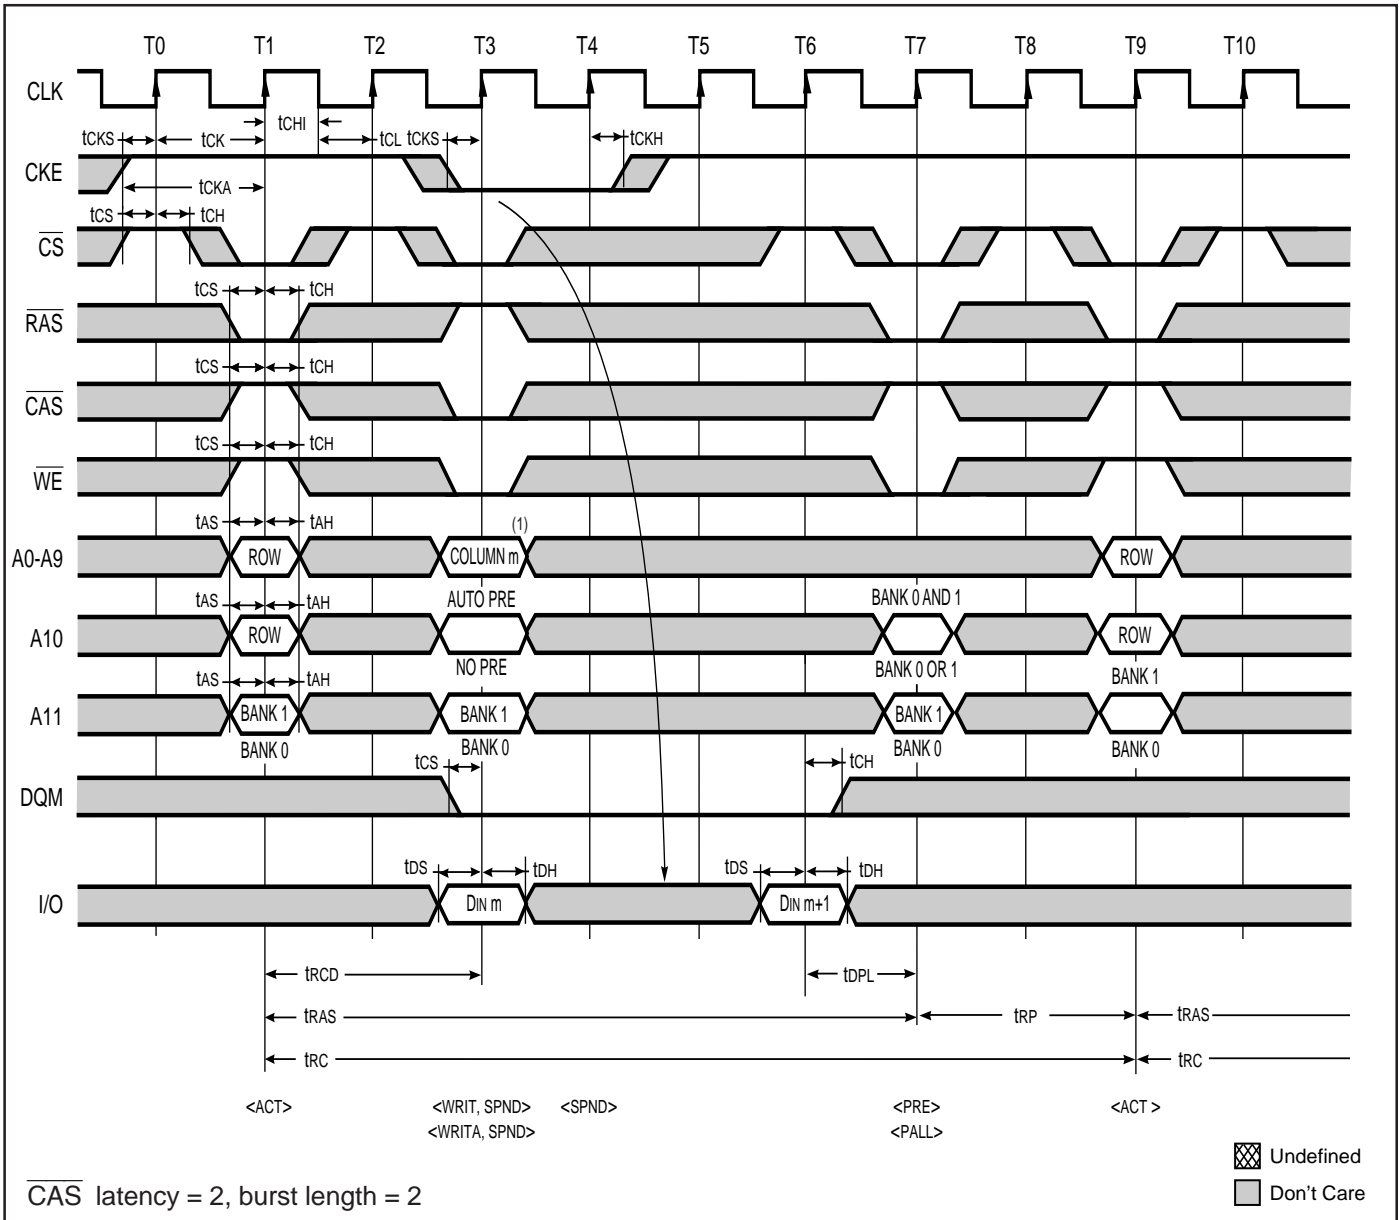 T0 T1 T2 T3 T4 T5 T6 T7 T8 T9 T10
CLK
tCHI
tCKS tCK tCL tCKS tCKH
CKE
tCKA
tCS tCH
CS
tCS tCH
RAS
tCS tCH
CAS
tCS tCH
WE
tAS tAH (1)
A0-A9 ROW COLUMN m ROW
tAS tAH AUTO PRE BANK 0 AND 1
A10 ROW ROW
NO PRE BANK 0 OR 1 BANK 1
tAS tAH
A11 BANK 1 BANK 1 BANK 1
BANK 0 BANK 0 BANK 0 BANK 0
tCS tCH
DQM
tDS tDH tDS tDH
I/O DIN m DIN m+1
tRCD tDPL
tRAS tRP tRAS
tRC tRC
<ACT> <WRIT, SPND> <SPND> <PRE> <ACT >
<WRITA, SPND> <PALL>
Undefined
Don't Care
CAS latency = 2, burst length = 2